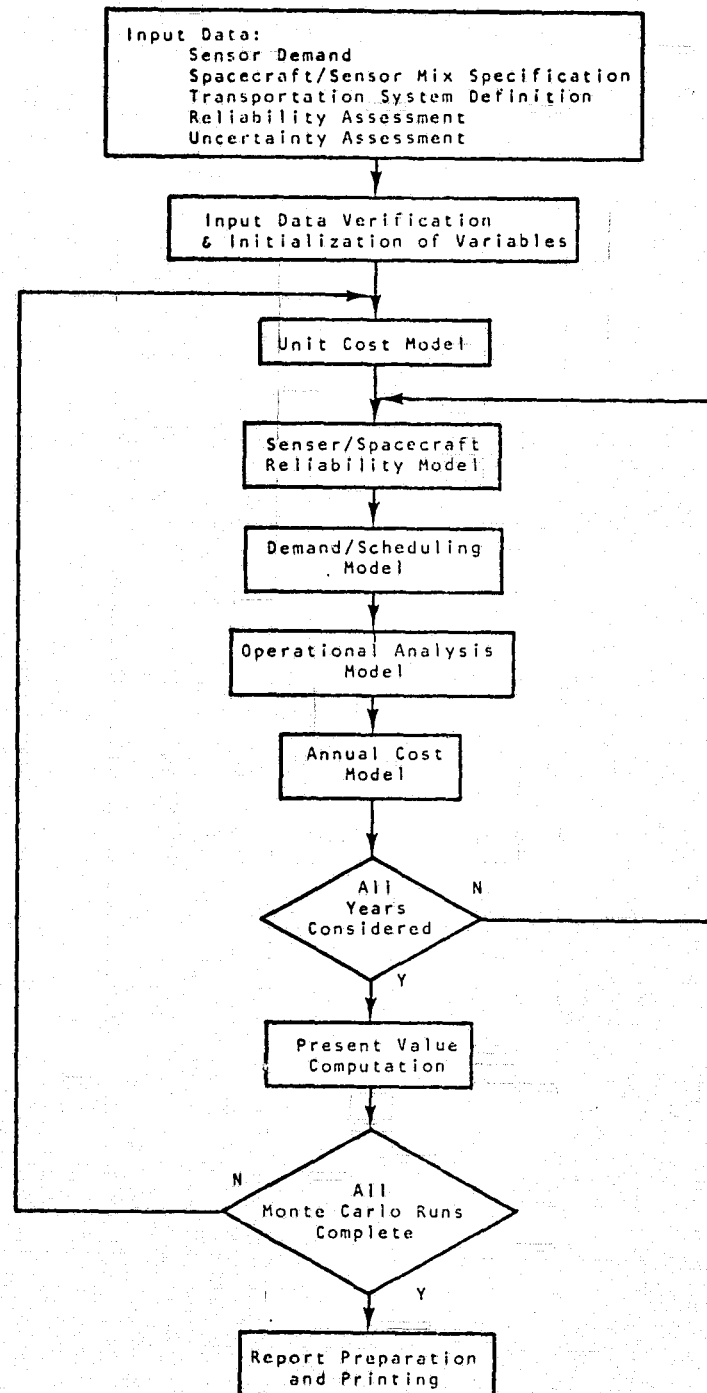 Input Data:
Sensor Demand
Spacecraft/Sensor Mix Specification
Transportation System Definition
Reliability Assessment
Uncertainty Assessment
Input Data Verification
& Initialization of Variables
Unit Cost Model
Senser/Spacecraft
Reliability Model
Demand/Scheduling
Model
Operational Analysis
Model
Annual Cost
Model
All
Years
Considered
N
Y
Present Value
Computation
N
All
Monte Carlo Runs
Complete
Y
Report Preparation
and Printing